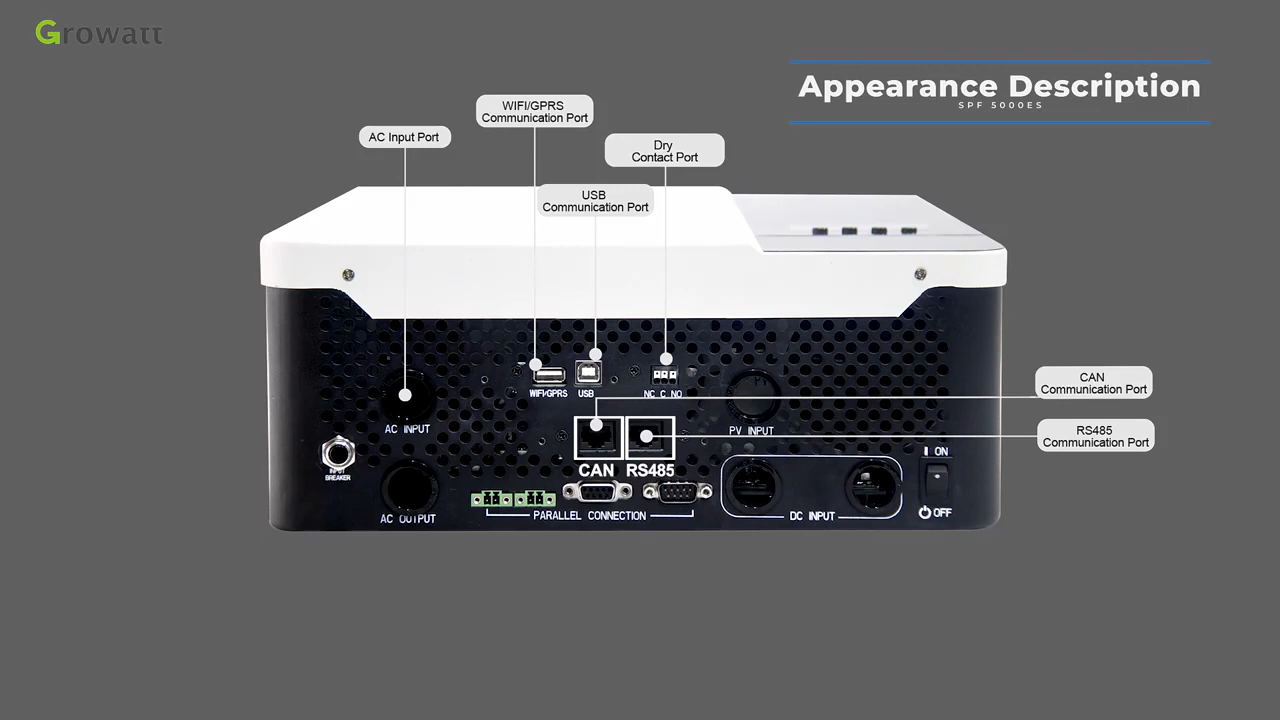 Growatt
Appearance Description
SPF 5000ES
WIFI/GPRS
Communication Port
AC Input Port
Dry
Contact Port
USB
Communication Port
CAN
Communication Port
RS485
Communication Port
WIFI/GPRS
USB
NC C NO
PV
AC INPUT
PV INPUT
CAN
RS485
INPUT
BREAKER
ON
AC OUTPUT
PARALLEL CONNECTION
DC INPUT
OFF